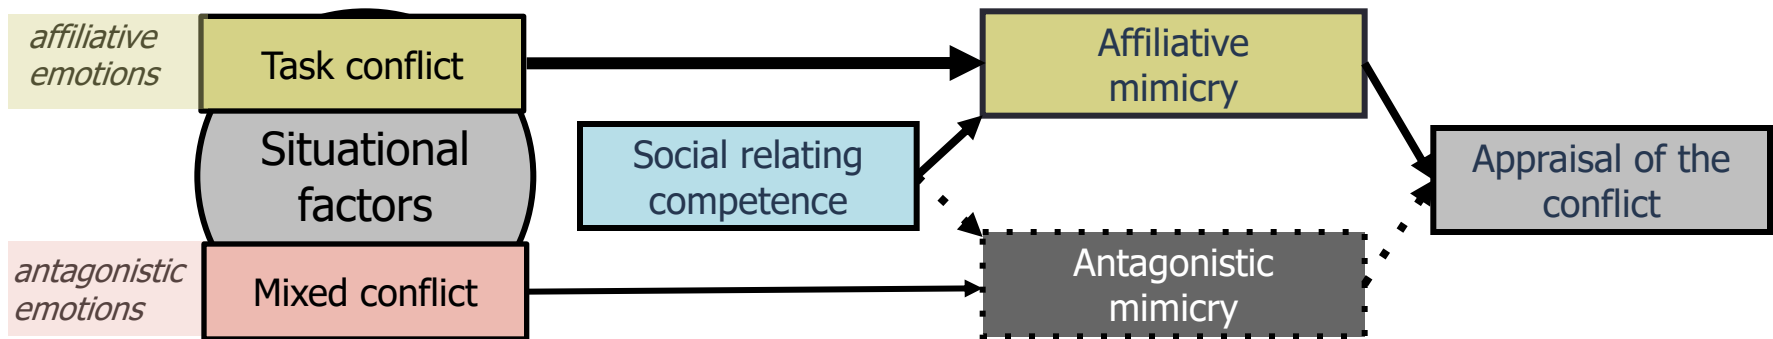 affiliative
emotions
Task conflict
Situational
factors
antagonistic
emotions
Mixed conflict
Social relating
competence
Affiliative
mimicry
Antagonistic
mimicry
Appraisal of the
conflict